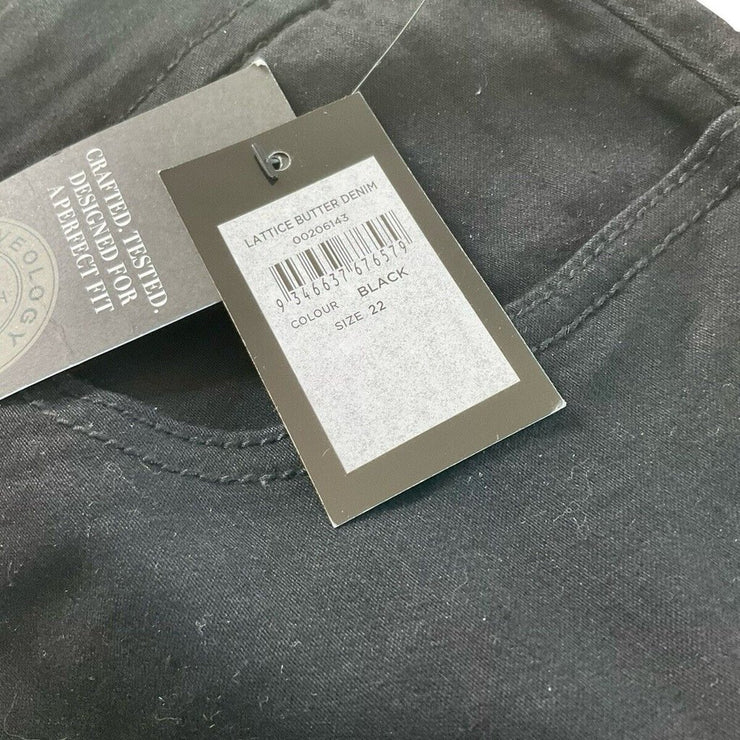 CRAFTED. TESTED.
DESIGNED FOR
A PERFECT FIT
LATTICE BUTTER DENIM
00206143
9 346637 676579
COLOUR BLACK
SIZE 22